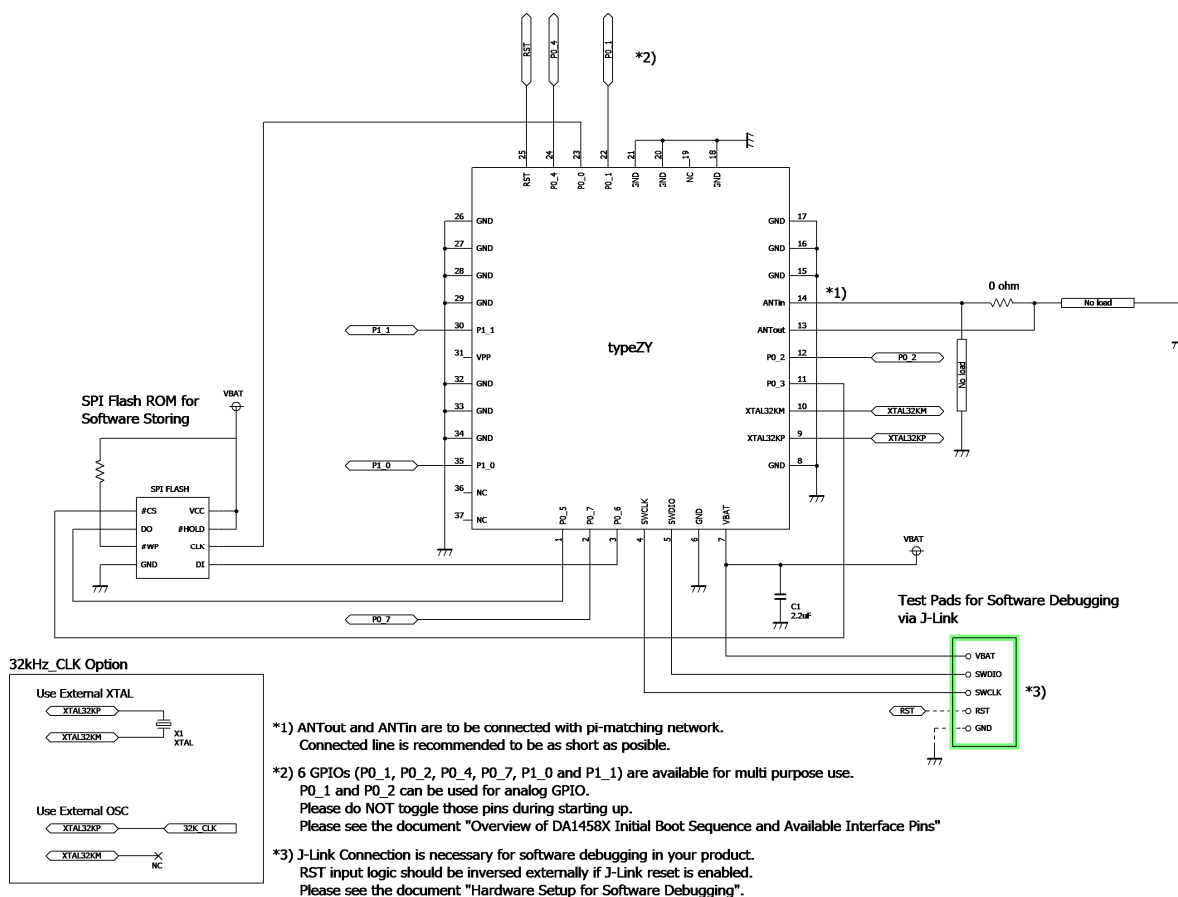 RST
P0_4
P0_1
*2)
25
24
23
22
21
20
19
18
RST
P0_4
P0_0
P0_1
GND
GND
NC
GND
26 GND
27 GND
28 GND
29 GND
P1_1 30 P1_1
31 VPP
32 GND
33 GND
34 GND
P1_0 35 P1_0
36 NC
37 NC
typeZY
GND 17
GND 16
GND 15
ANTin 14 *1)
ANTout 13
P0_2 12 P0_2
P0_3 11
XTAL32KM 10 XTAL32KM
XTAL32KP 9 XTAL32KP
GND 8
0 ohm
No load
No load
P0_5
P0_7
P0_6
SWCLK
SWDIO
GND
VBAT
1
2
3
4
5
6
7
SPI Flash ROM for
Software Storing
VBAT
SPI FLASH
#CS VCC
DO #HOLD
#WP CLK
GND DI
P0_7
VBAT
C1
2.2uF
Test Pads for Software Debugging
via J-Link
VBAT
SWDIO
SWCLK
*3)
RST RST
GND
32kHz_CLK Option
Use External XTAL
XTAL32KP
XTAL32KM
X1
XTAL
Use External OSC
XTAL32KP 32K_CLK
XTAL32KM
NC
*1) ANTout and ANTin are to be connected with pi-matching network.
Connected line is recommended to be as short as posible.
*2) 6 GPIOs (P0_1, P0_2, P0_4, P0_7, P1_0 and P1_1) are available for multi purpose use.
P0_1 and P0_2 can be used for analog GPIO.
Please do NOT toggle those pins during starting up.
Please see the document "Overview of DA1458X Initial Boot Sequence and Available Interface Pins"
*3) J-Link Connection is necessary for software debugging in your product.
RST input logic should be inversed externally if J-Link reset is enabled.
Please see the document "Hardware Setup for Software Debugging".